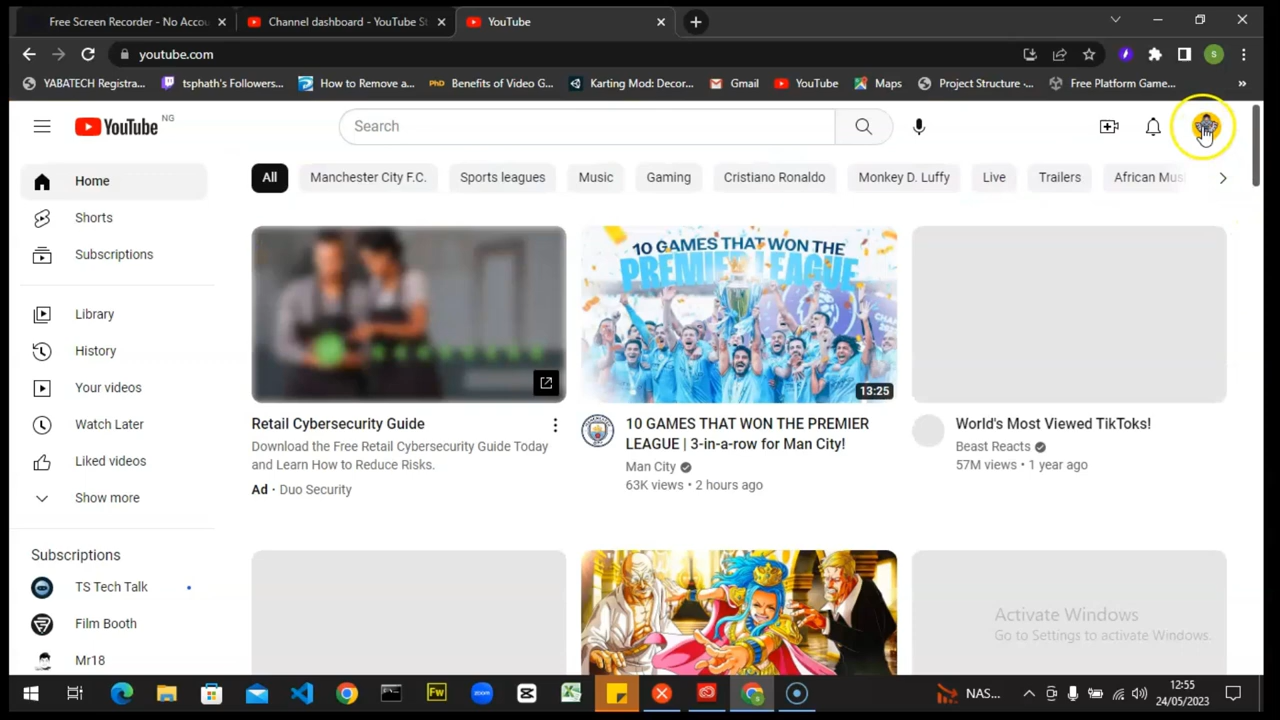 Free Screen Recorder - No Accou
Channel dashboard - YouTube St
YouTube
youtube.com
S
YABATECH Registra...
tsphath's Followers...
How to Remove a...
PhD
Benefits of Video G...
Karting Mod: Decor...
Gmail
YouTube
Maps
Project Structure -...
Free Platform Game...
»
YouTube NG
Search
All
Manchester City F.C.
Sports leagues
Music
Gaming
Cristiano Ronaldo
Monkey D. Luffy
Live
Trailers
African Mus
Home
Shorts
Subscriptions
Library
History
Your videos
Watch Later
Liked videos
Show more
Subscriptions
TS Tech Talk
Film Booth
Mr18
Retail Cybersecurity Guide
Download the Free Retail Cybersecurity Guide Today
and Learn How to Reduce Risks.
Ad · Duo Security
10 GAMES THAT WON THE
PREMIER LEAGUE
13:25
10 GAMES THAT WON THE PREMIER
LEAGUE | 3-in-a-row for Man City!
Man City
63K views • 2 hours ago
World's Most Viewed TikToks!
Beast Reacts
57M views • 1 year ago
Activate Windows
Go to Settings to activate Windows.
Fw
zoom
NAS...
12:55
24/05/2023